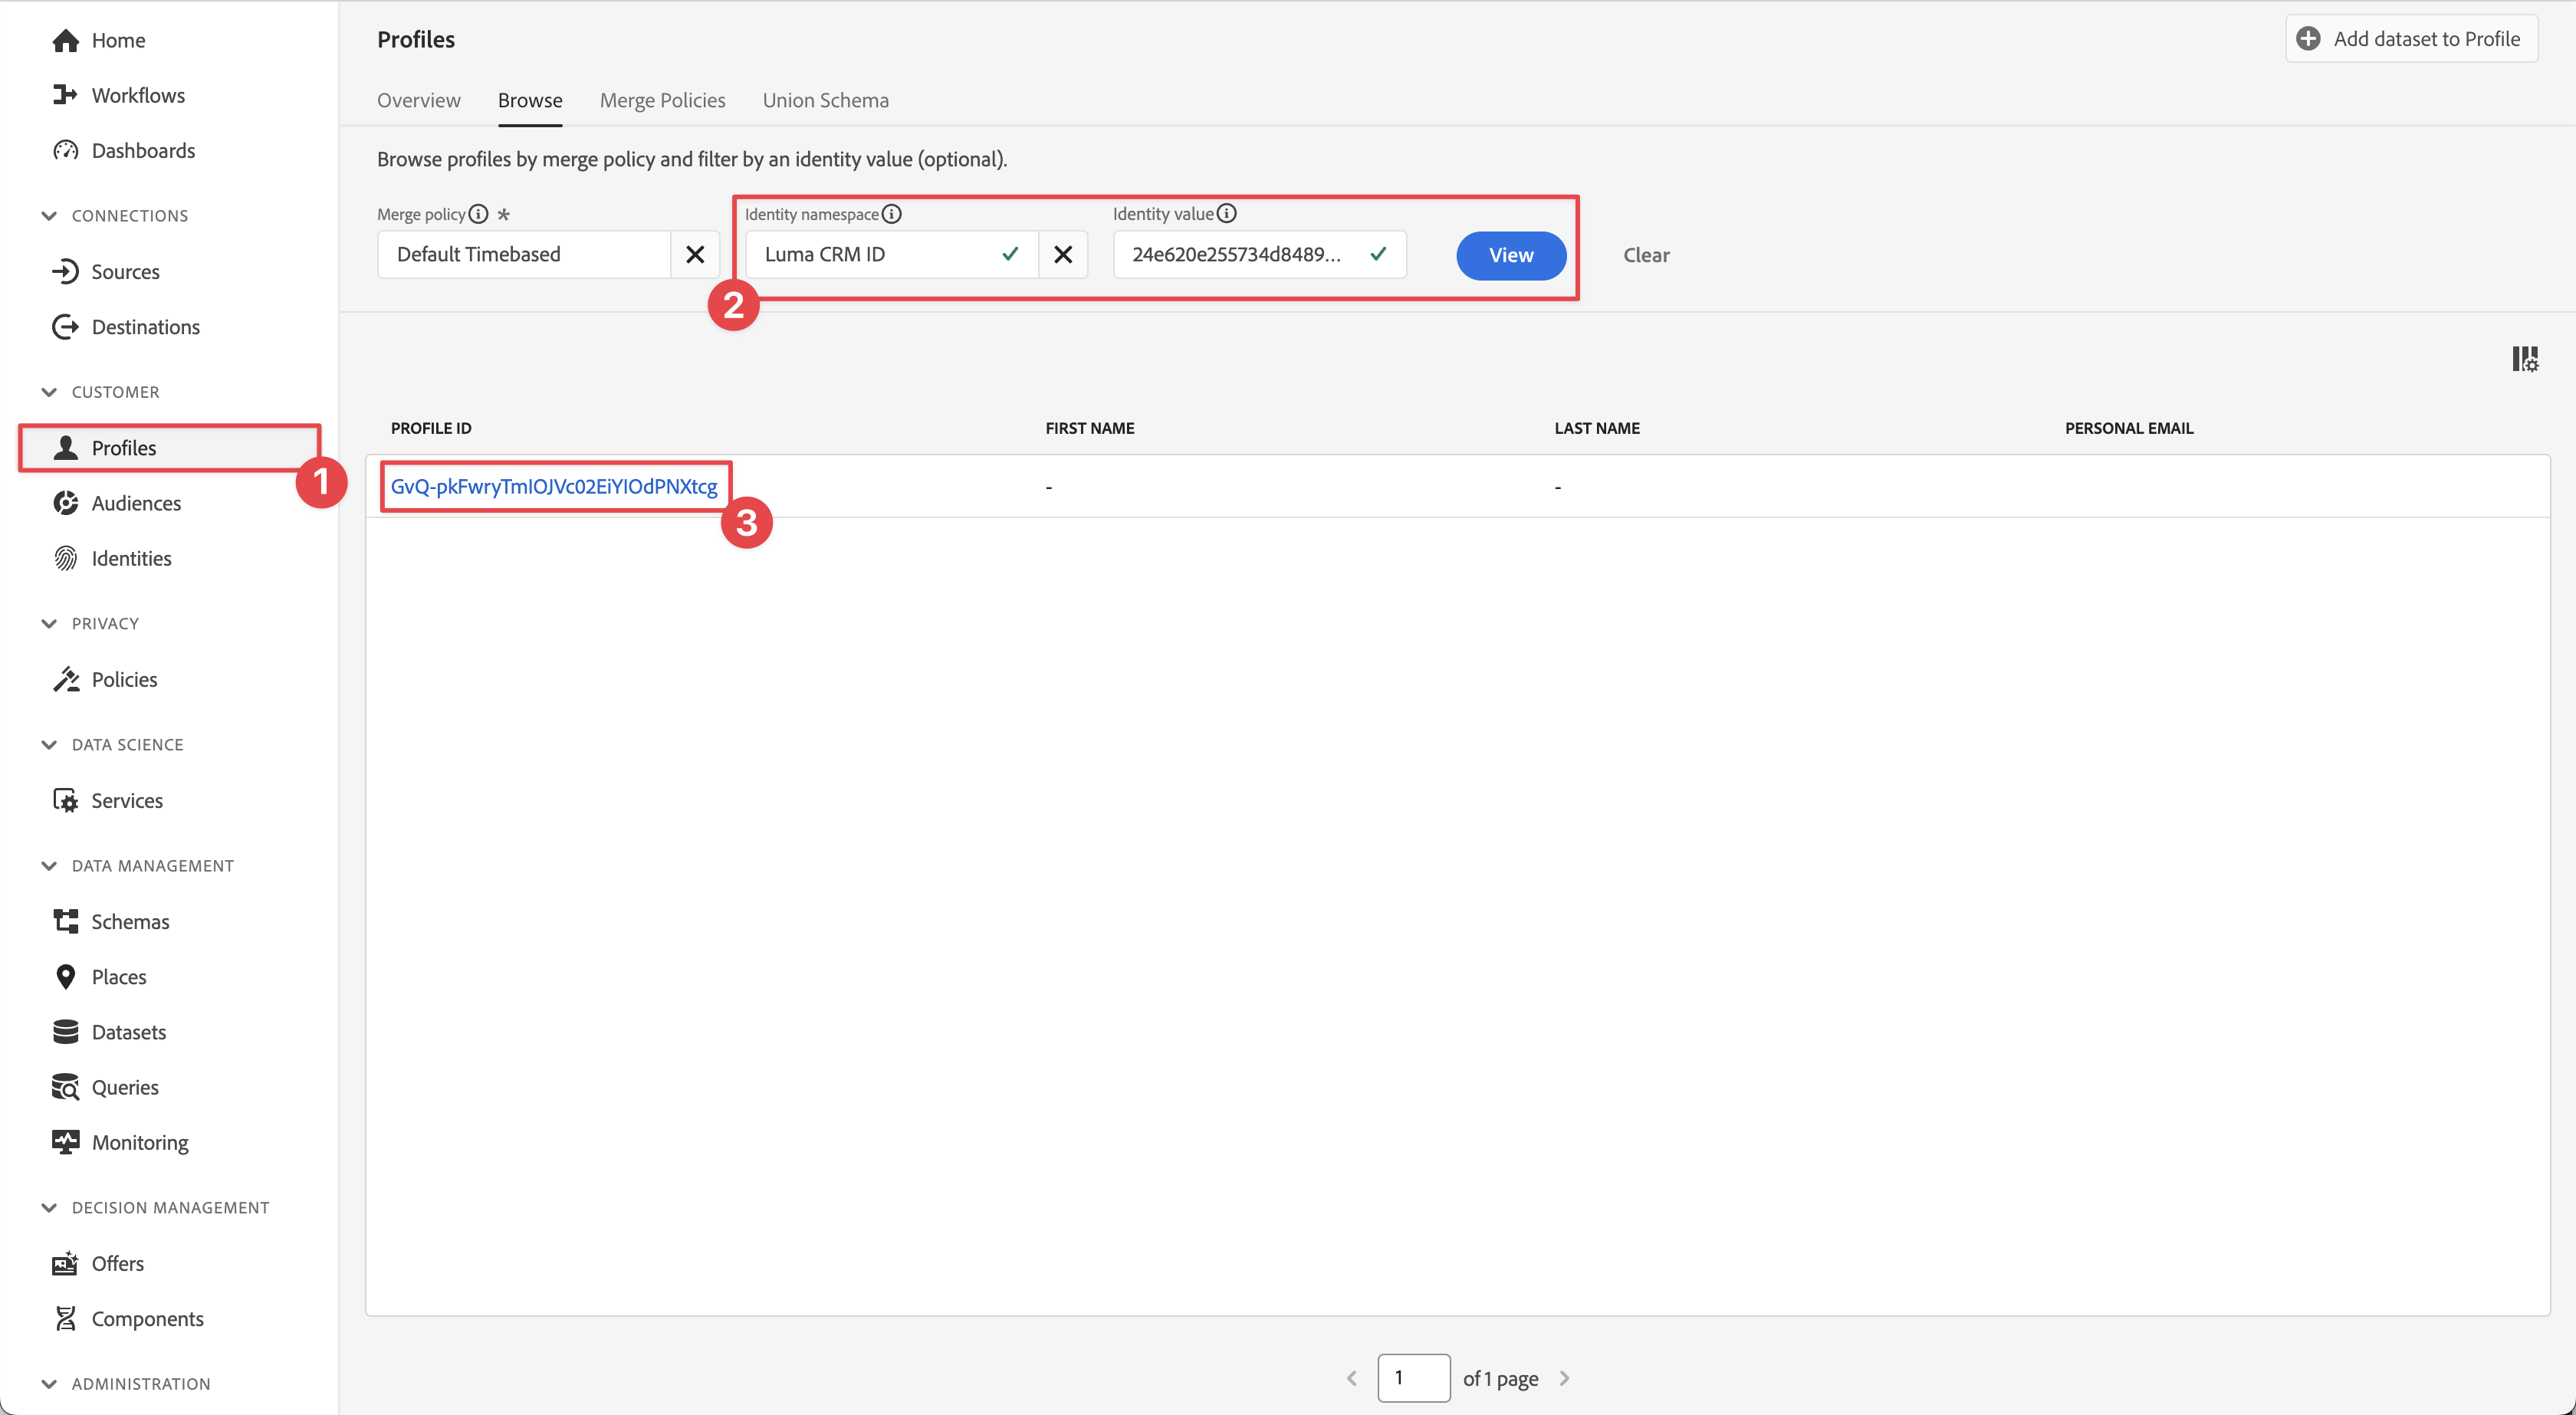 Home
Workflows
Dashboards
CONNECTIONS
Sources
Destinations
CUSTOMER
Profiles
1
Audiences
Identities
PRIVACY
Policies
DATA SCIENCE
Services
DATA MANAGEMENT
Schemas
Places
Datasets
Queries
Monitoring
DECISION MANAGEMENT
Offers
Components
ADMINISTRATION
Profiles
Add dataset to Profile
Overview Browse Merge Policies Union Schema
Browse profiles by merge policy and filter by an identity value (optional).
Merge policy * Identity namespace Identity value
Default Timebased Luma CRM ID 24e620e255734d8489... View Clear
2
PROFILE ID FIRST NAME LAST NAME PERSONAL EMAIL
GvQ-pkFwryTmIOJVc02EiYIOdPNXtcg - -
3
1 of 1 page